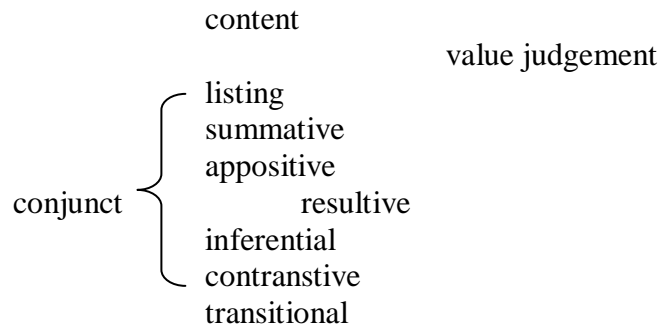 content
value judgement
listing
summative
appositive
conjunct resultive
inferential
contranstive
transitional